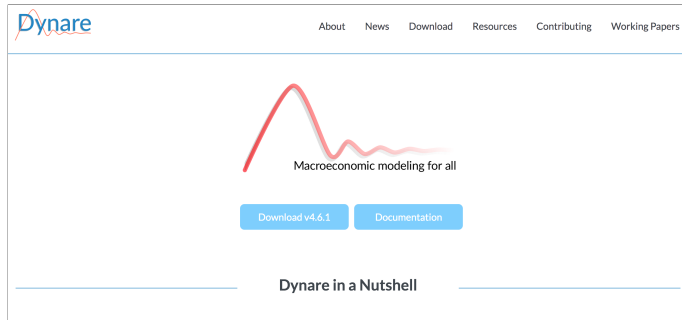 Dynare
About News Download Resources Contributing Working Papers
Macroeconomic modeling for all
Download v4.6.1 Documentation
Dynare in a Nutshell